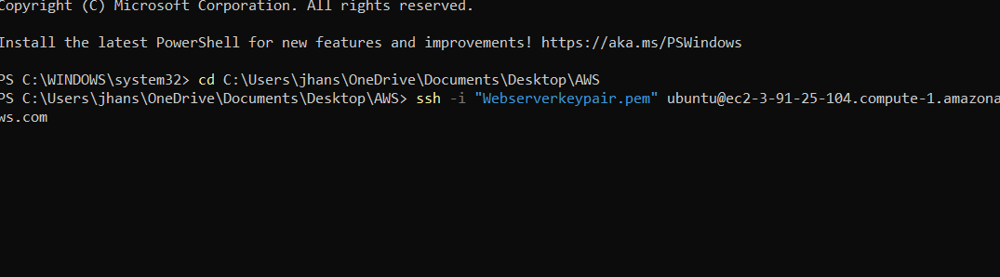 Copyright (C) Microsoft Corporation. All rights reserved.
Install the latest PowerShell for new features and improvements! https://aka.ms/PSWindows
PS C:\WINDOWS\system32> cd C:\Users\jhans\OneDrive\Documents\Desktop\AWS
PS C:\Users\jhans\OneDrive\Documents\Desktop\AWS> ssh -i "Webserverkeypair.pem" ubuntu@ec2-3-91-25-104.compute-1.amazona
ws.com